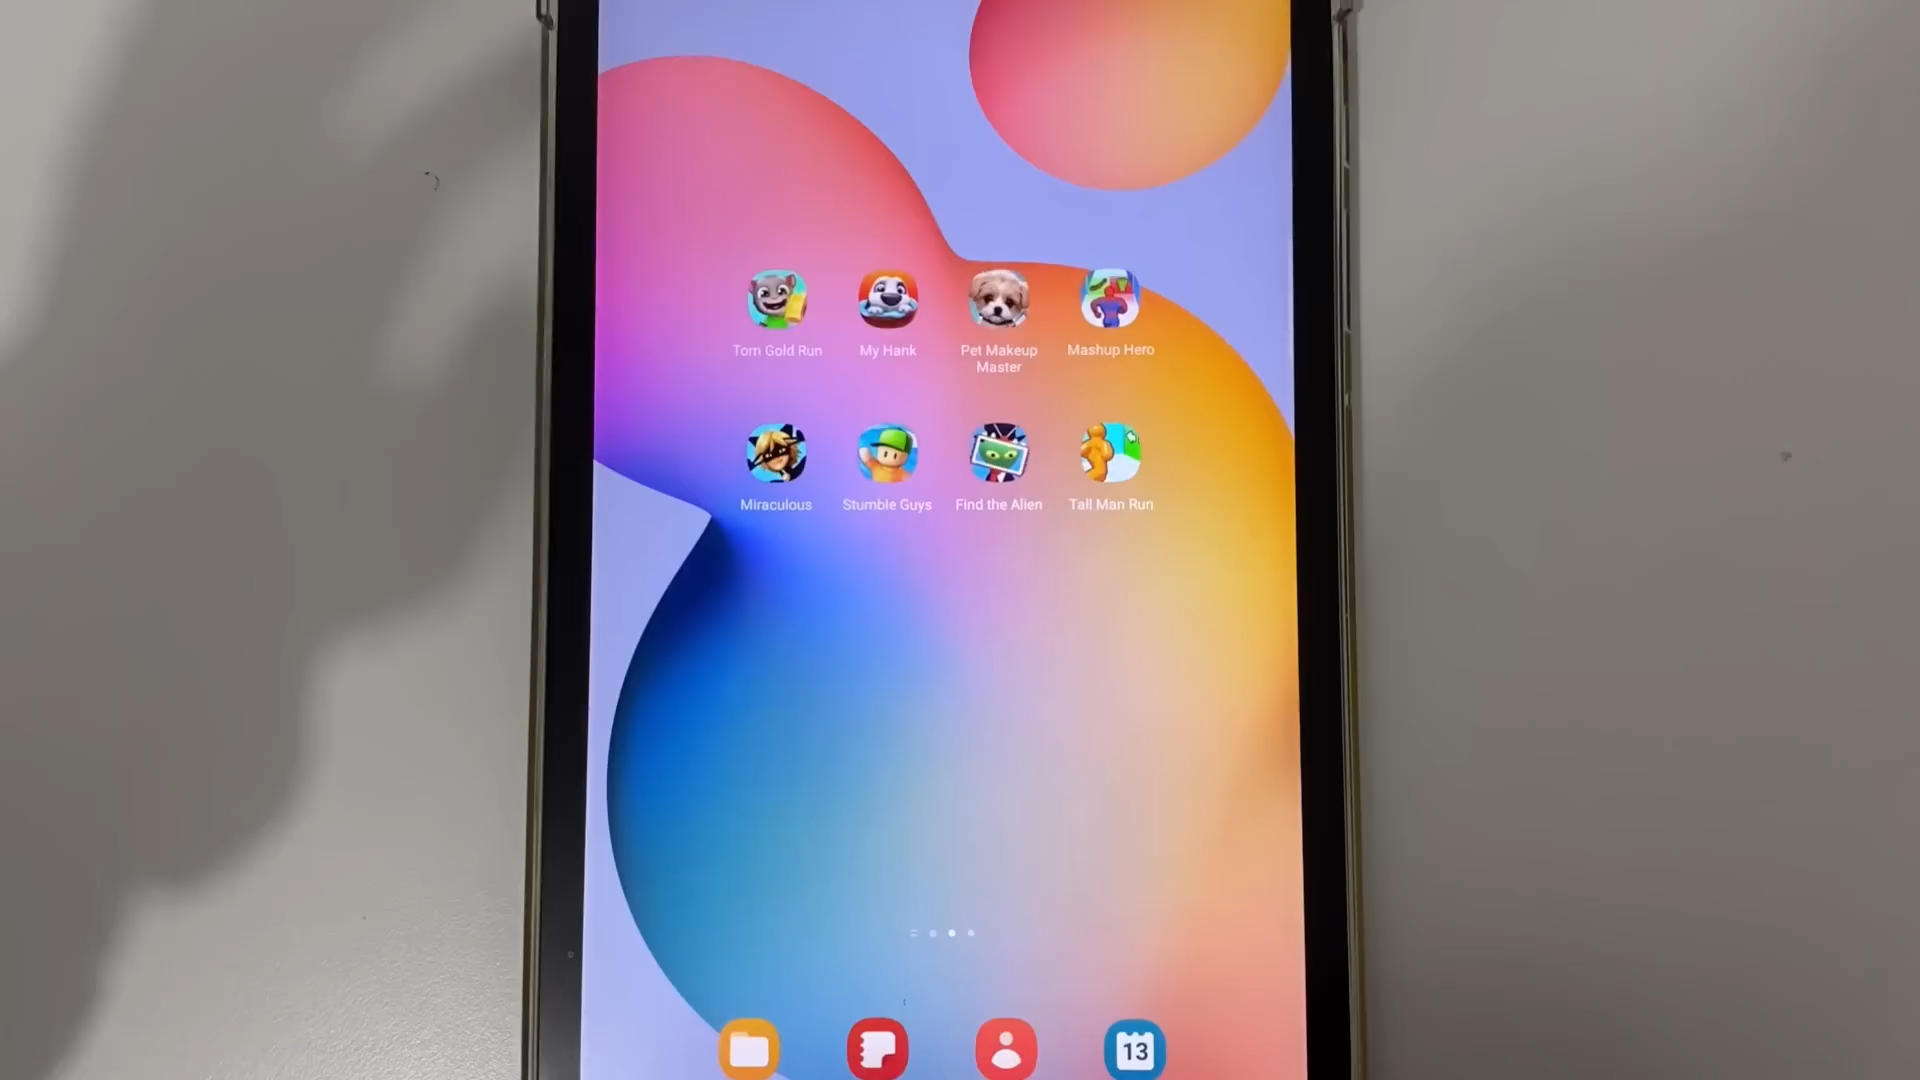 Tom Gold Run
My Hank
Pet Makeup
Master
Mashup Hero
Miraculous
Stumble Guys
Find the Alien
Tall Man Run
13